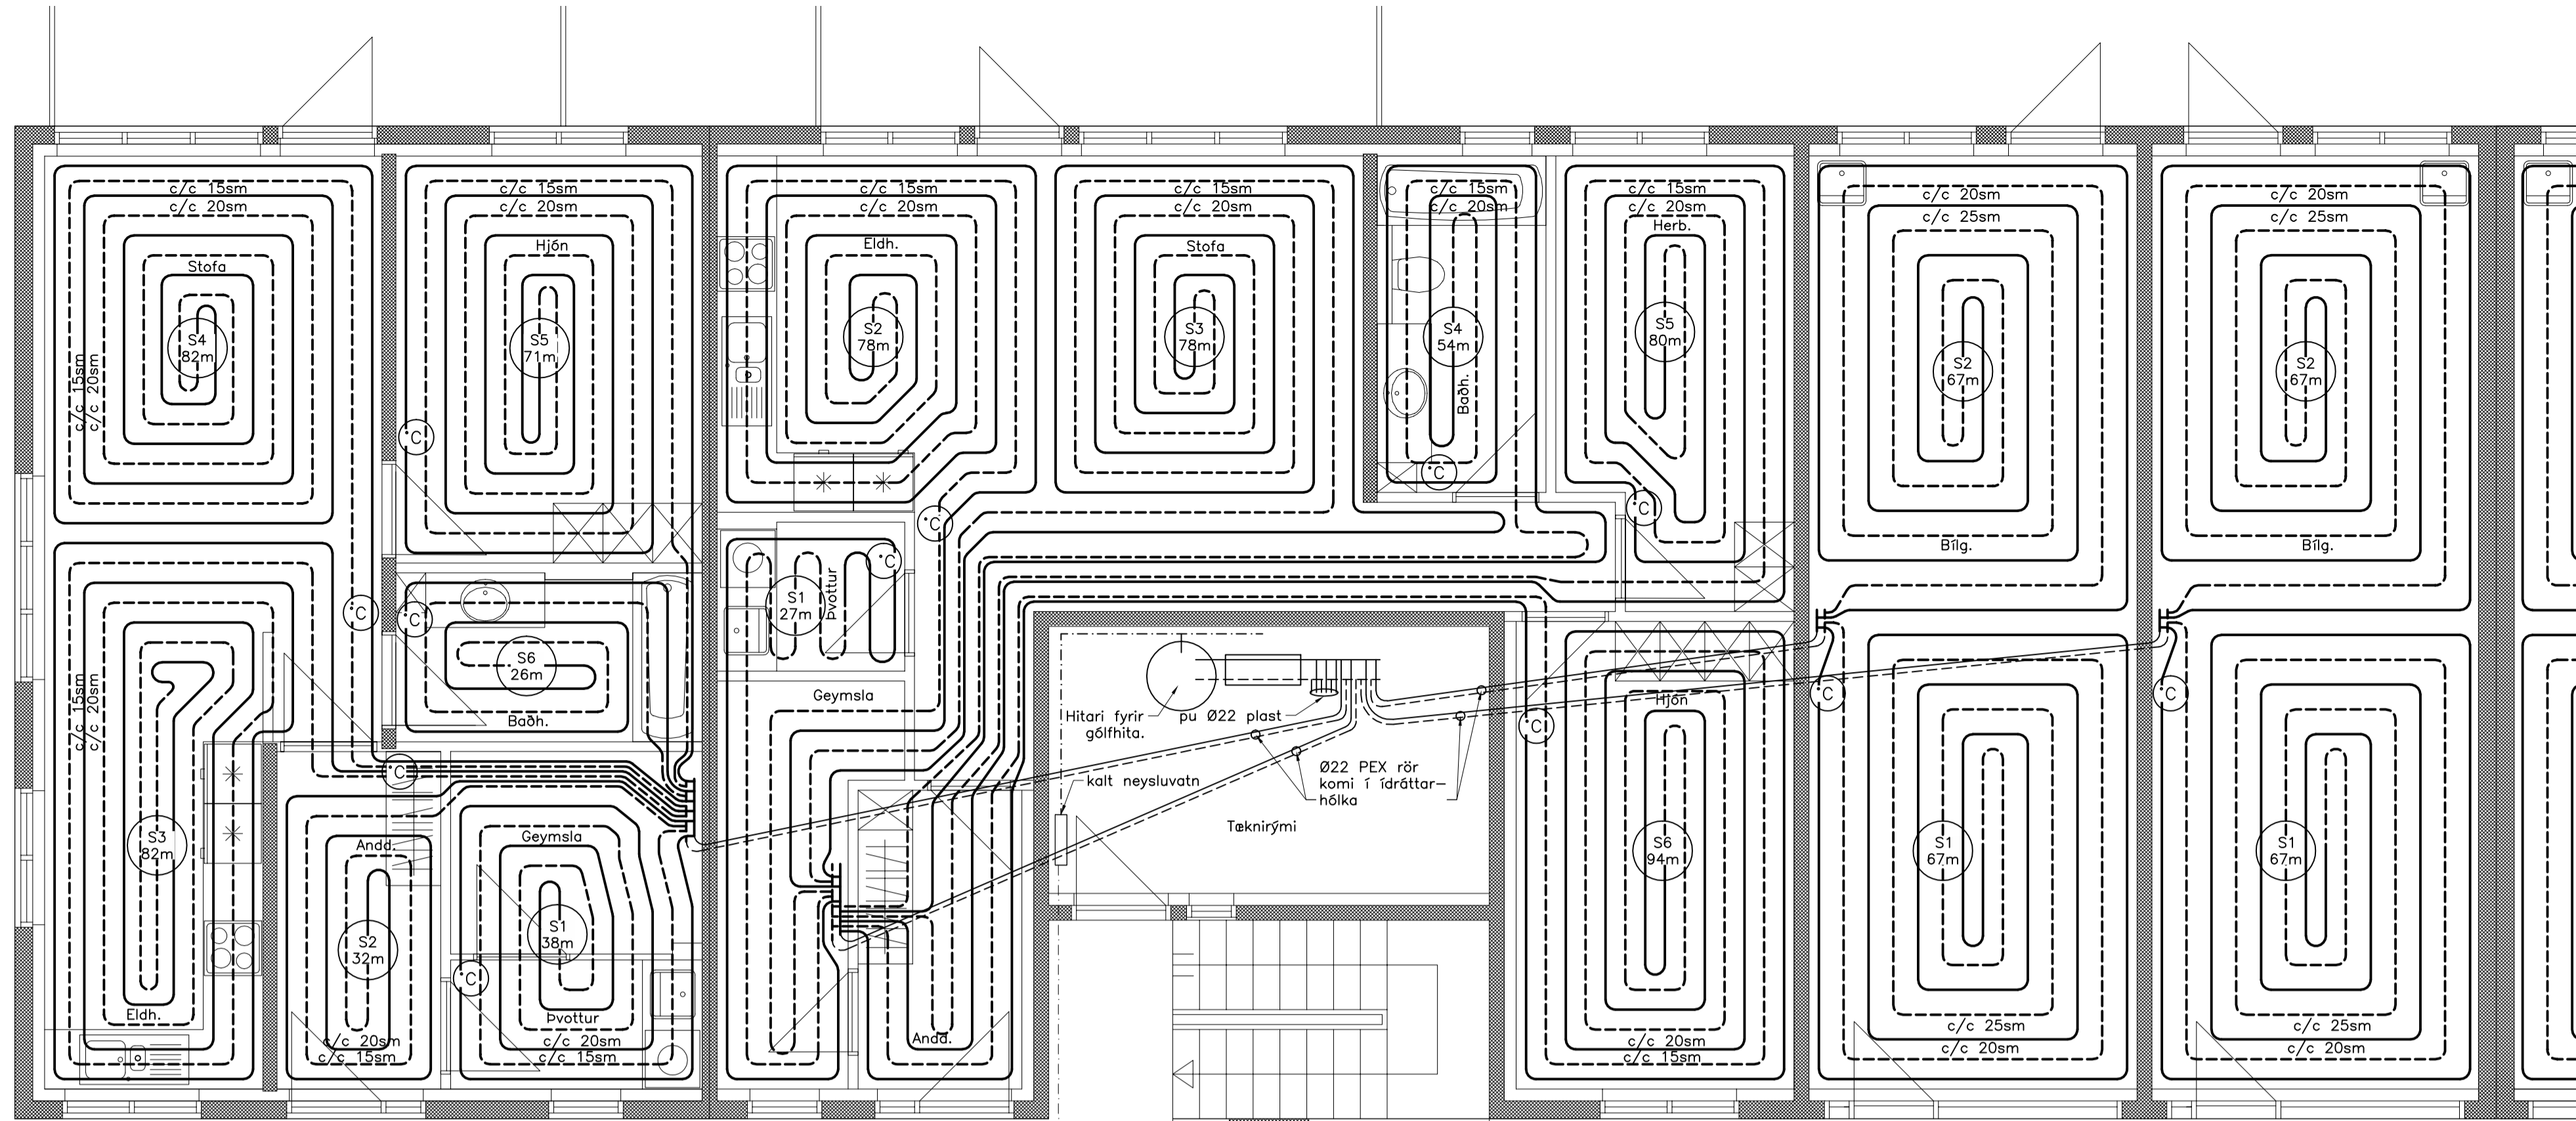 c/c 15sm
c/c 20sm
Stofa
S4
82m
c/c 15sm
c/c 20sm
c/c 15sm
c/c 20sm
Hjón
S5
71m
°C
c/c 15sm
c/c 20sm
Eldh.
S2
78m
°C
c/c 15sm
c/c 20sm
Stofa
S3
78m
c/c 15sm
c/c 20sm
S4
54m
Baðh.
°C
c/c 15sm
c/c 20sm
Herb.
S5
80m
°C
c/c 20sm
c/c 25sm
S2
67m
Bílg.
c/c 20sm
c/c 25sm
S2
67m
Bílg.
°C
°C
S6
26m
Baðh.
S1
27m
Þvottur
°C
Geymsla
c/c 15sm
c/c 20sm
S3
82m
Eldh.
°C
Andd.
S2
32m
c/c 20sm
c/c 15sm
Geymsla
S1
38m
°C
Þvottur
c/c 20sm
c/c 15sm
Andd.
Hitari fyrir
gólfhita.
pu Ø22 plast
kalt neysluvatn
Ø22 PEX rör
komi í ídráttar-
hólka
Tæknirými
°C
Hjón
S6
94m
c/c 20sm
c/c 15sm
°C
S1
67m
c/c 25sm
c/c 20sm
°C
S1
67m
c/c 25sm
c/c 20sm